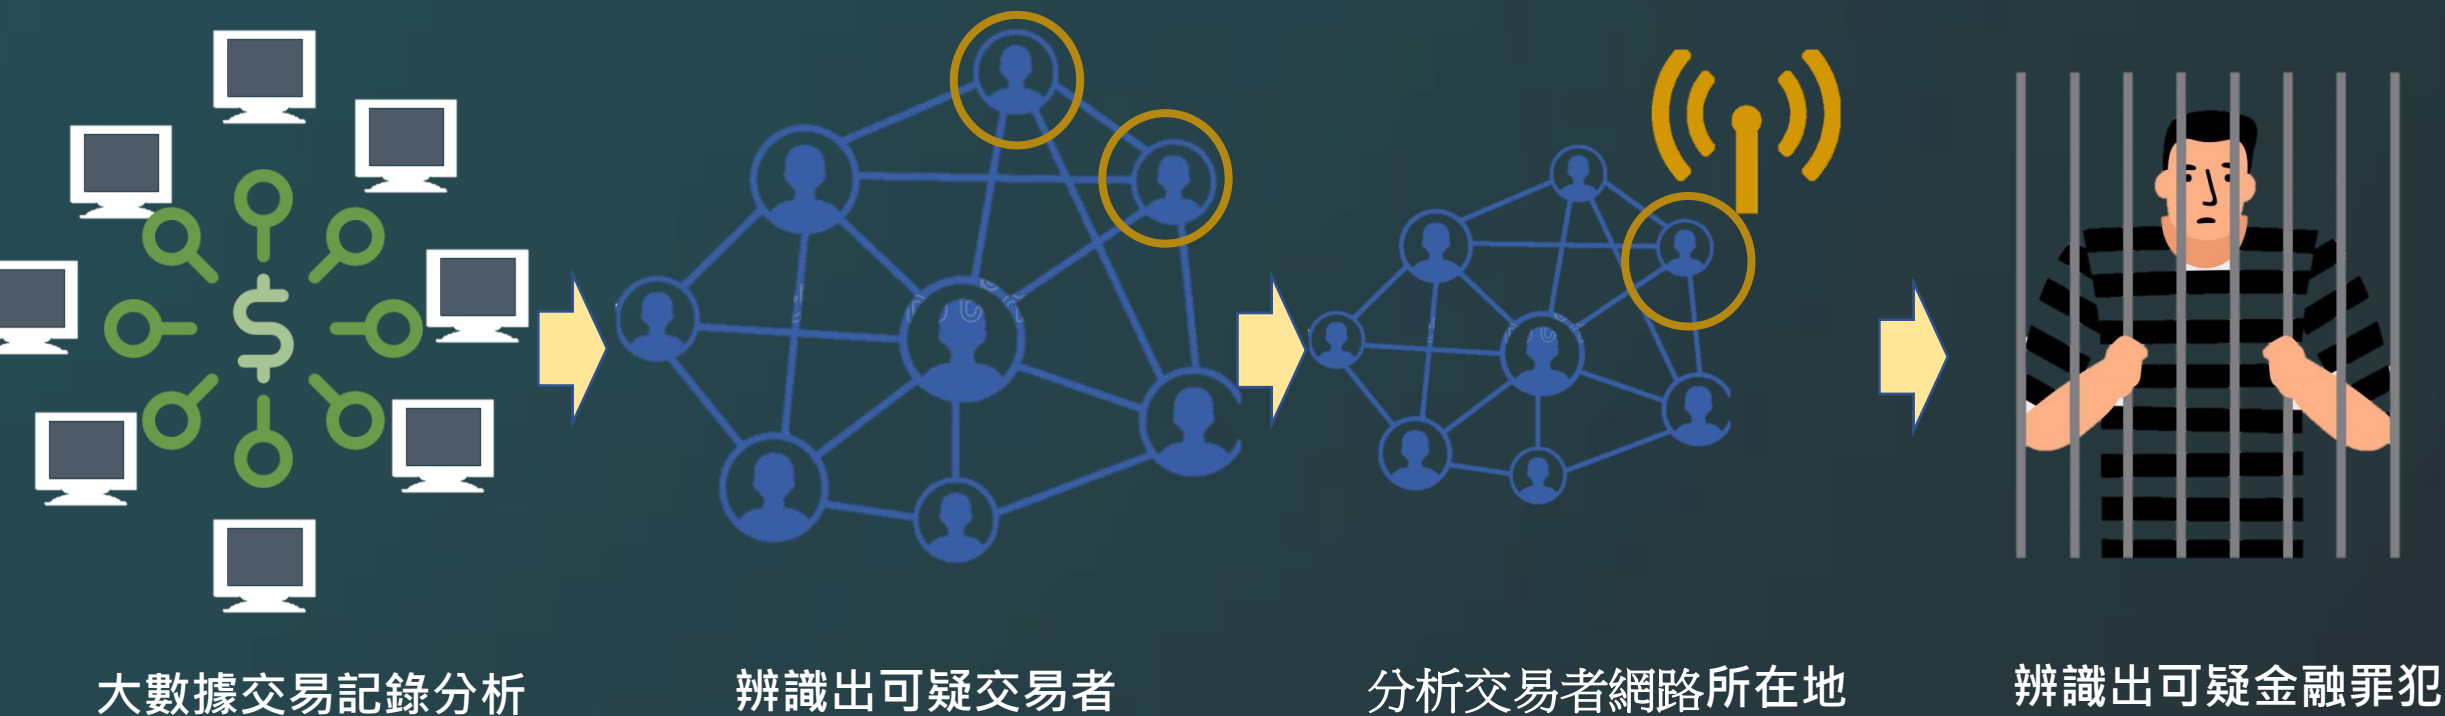 大數據交易記錄分析
辨識出可疑交易者
分析交易者網路所在地
辨識出可疑金融罪犯